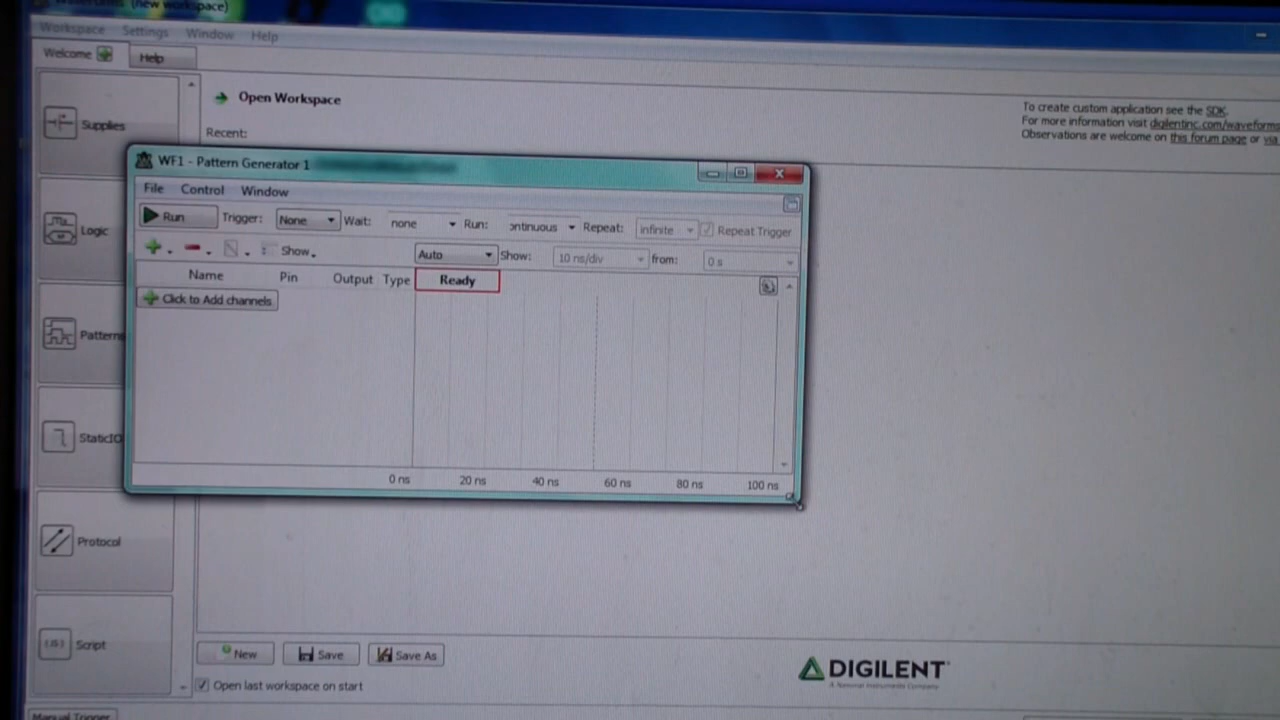 (new workspace)
Workspace Settings Window Help
Welcome Help
Open Workspace
Recent:
To create custom application see the SDK.
For more information visit digilentinc.com/waveforms
Observations are welcome on this forum page or via
Supplies
Logic
Patterns
StaticIO
Protocol
Script
WF1 - Pattern Generator 1
File Control Window
Run Trigger: None Wait: none Run: ontinuous Repeat: infinite Repeat Trigger
Show Auto Show: 10 ns/div from: 0 s
Name Pin Output Type Ready
Click to Add channels
0 ns 20 ns 40 ns 60 ns 80 ns 100 ns
New Save Save As
Open last workspace on start
DIGILENT
A National Instruments Company
Manual Trigger